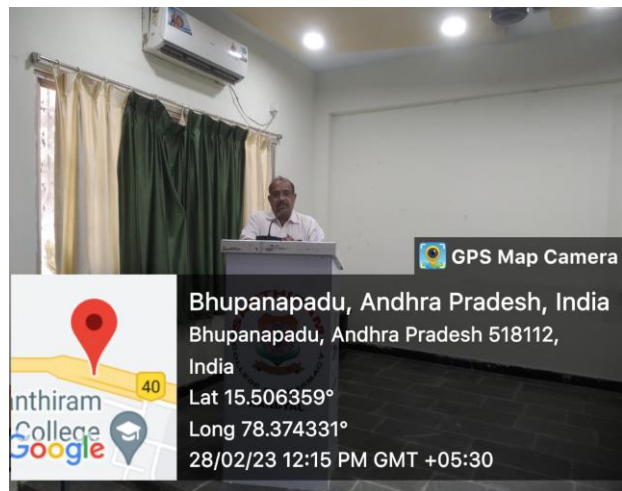 GPS Map Camera
Bhupanapadu, Andhra Pradesh, India
Bhupanapadu, Andhra Pradesh 518112,
India
Lat 15.506359°
Long 78.374331°
28/02/23 12:15 PM GMT +05:30
40
nthiram
College
Google